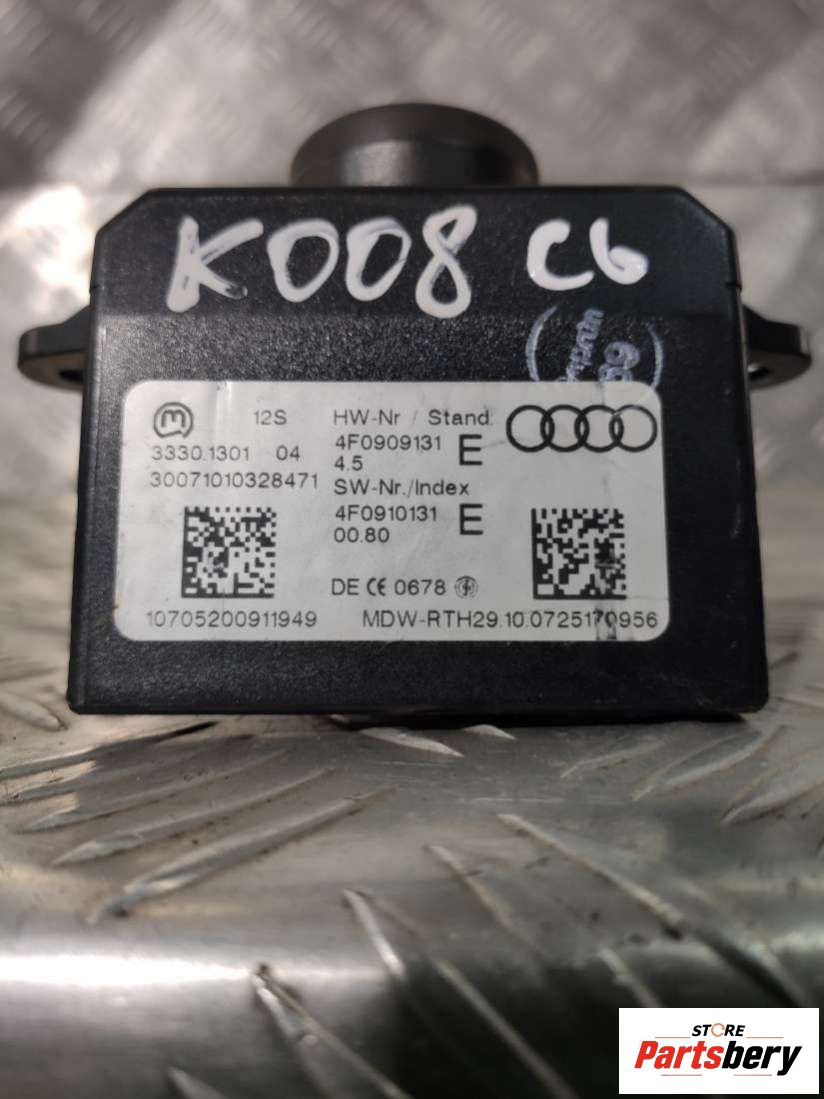 K008 C6
12S HW-Nr / Stand.
3330.1301 04 4F0909131 E
4.5
30071010328471 SW-Nr./Index
4F0910131 E
00.80
DE CE 0678
10705200911949 MDW-RTH29.10.0725170956
STORE
Partsbery